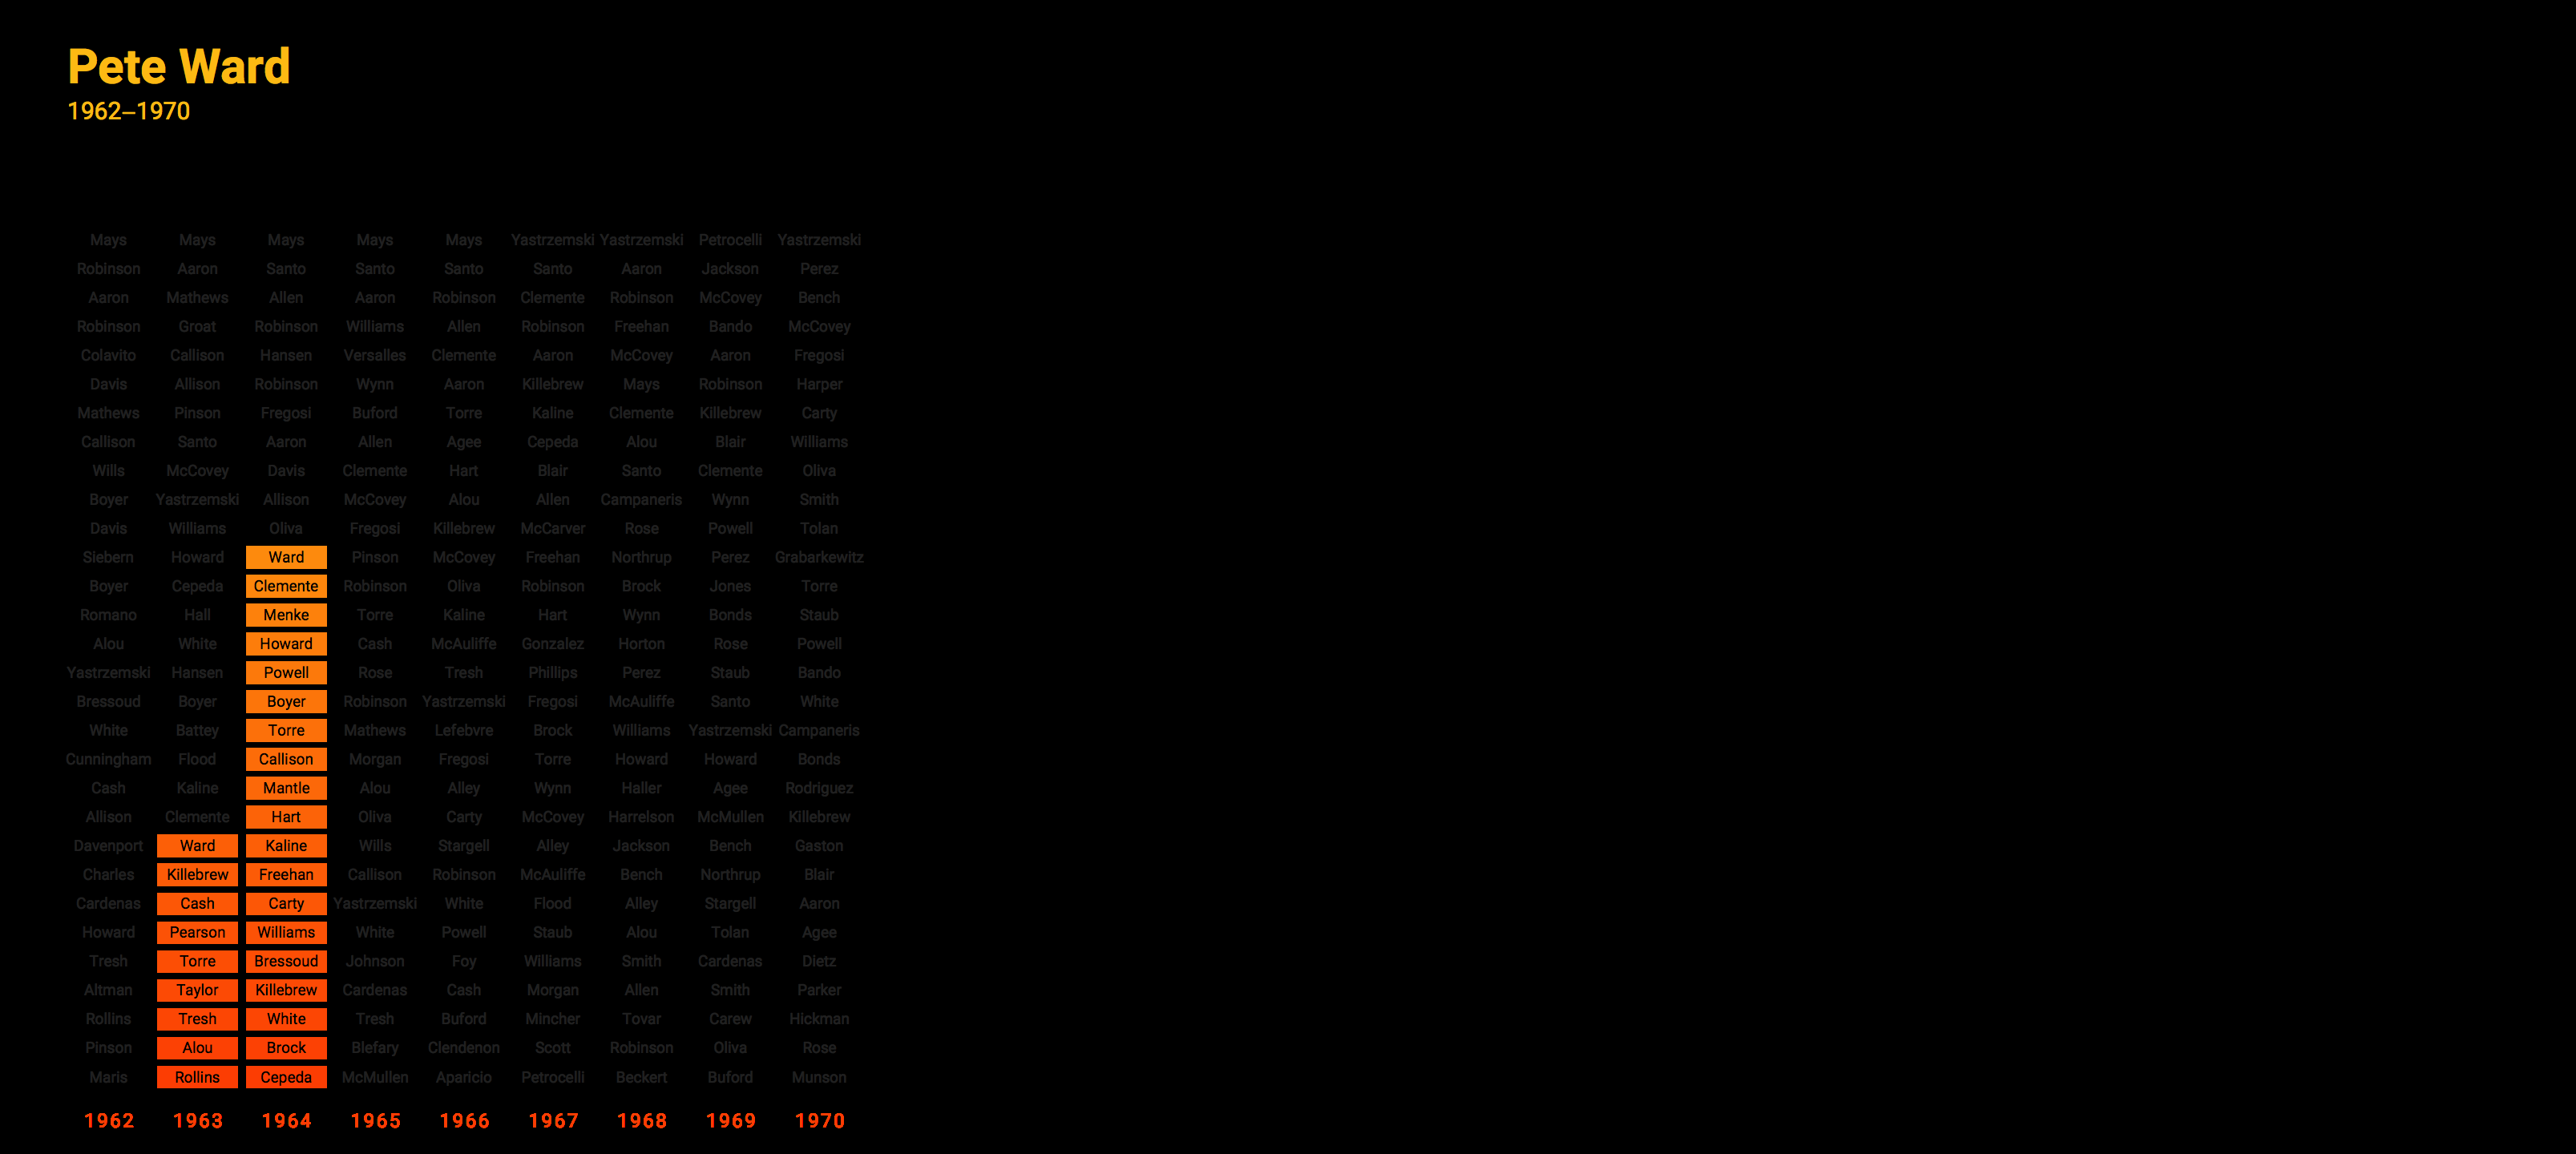 Pete Ward
1962–1970
Mays Mays Mays Mays Mays Yastrzemski Yastrzemski Petrocelli Yastrzemski
Robinson Aaron Santo Santo Santo Santo Aaron Jackson Perez
Aaron Mathews Allen Aaron Robinson Clemente Robinson McCovey Bench
Robinson Groat Robinson Williams Allen Robinson Freehan Bando McCovey
Colavito Callison Hansen Versalles Clemente Aaron McCovey Aaron Fregosi
Davis Allison Robinson Wynn Aaron Killebrew Mays Robinson Harper
Mathews Pinson Fregosi Buford Torre Kaline Clemente Killebrew Carty
Callison Santo Aaron Allen Agee Cepeda Alou Blair Williams
Wills McCovey Davis Clemente Hart Blair Santo Clemente Oliva
Boyer Yastrzemski Allison McCovey Alou Allen Campaneris Wynn Smith
Davis Williams Oliva Fregosi Killebrew McCarver Rose Powell Tolan
Siebern Howard Ward Pinson McCovey Freehan Northrup Perez Grabarkewitz
Boyer Cepeda Clemente Robinson Oliva Robinson Brock Jones Torre
Romano Hall Menke Torre Kaline Hart Wynn Bonds Staub
Alou White Howard Cash McAuliffe Gonzalez Horton Rose Powell
Yastrzemski Hansen Powell Rose Tresh Phillips Perez Staub Bando
Bressoud Boyer Boyer Robinson Yastrzemski Fregosi McAuliffe Santo White
White Battey Torre Mathews Lefebvre Brock Williams Yastrzemski Campaneris
Cunningham Flood Callison Morgan Fregosi Torre Howard Howard Bonds
Cash Kaline Mantle Alou Alley Wynn Haller Agee Rodriguez
Allison Clemente Hart Oliva Carty McCovey Harrelson McMullen Killebrew
Davenport Ward Kaline Wills Stargell Alley Jackson Bench Gaston
Charles Killebrew Freehan Callison Robinson McAuliffe Bench Northrup Blair
Cardenas Cash Carty Yastrzemski White Flood Alley Stargell Aaron
Howard Pearson Williams White Powell Staub Alou Tolan Agee
Tresh Torre Bressoud Johnson Foy Williams Smith Cardenas Dietz
Altman Taylor Killebrew Cardenas Cash Morgan Allen Smith Parker
Rollins Tresh White Tresh Buford Mincher Tovar Carew Hickman
Pinson Alou Brock Blefary Clendenon Scott Robinson Oliva Rose
Maris Rollins Cepeda McMullen Aparicio Petrocelli Beckert Buford Munson
1962 1963 1964 1965 1966 1967 1968 1969 1970